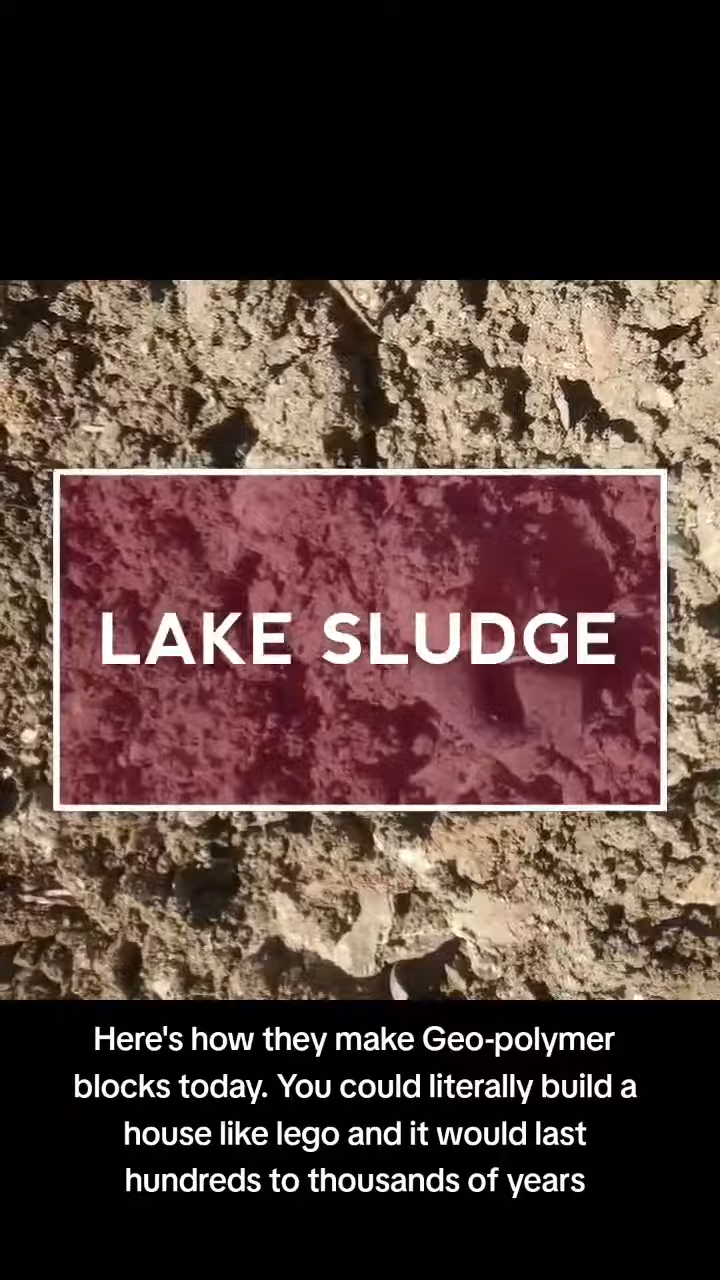 LAKE SLUDGE
Here's how they make Geo-polymer
blocks today. You could literally build a
house like lego and it would last
hundreds to thousands of years